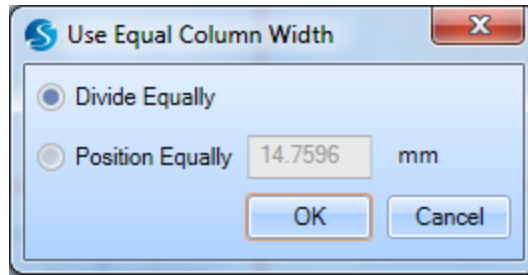 Use Equal Column Width
Divide Equally
Position Equally 14.7596 mm
OK Cancel